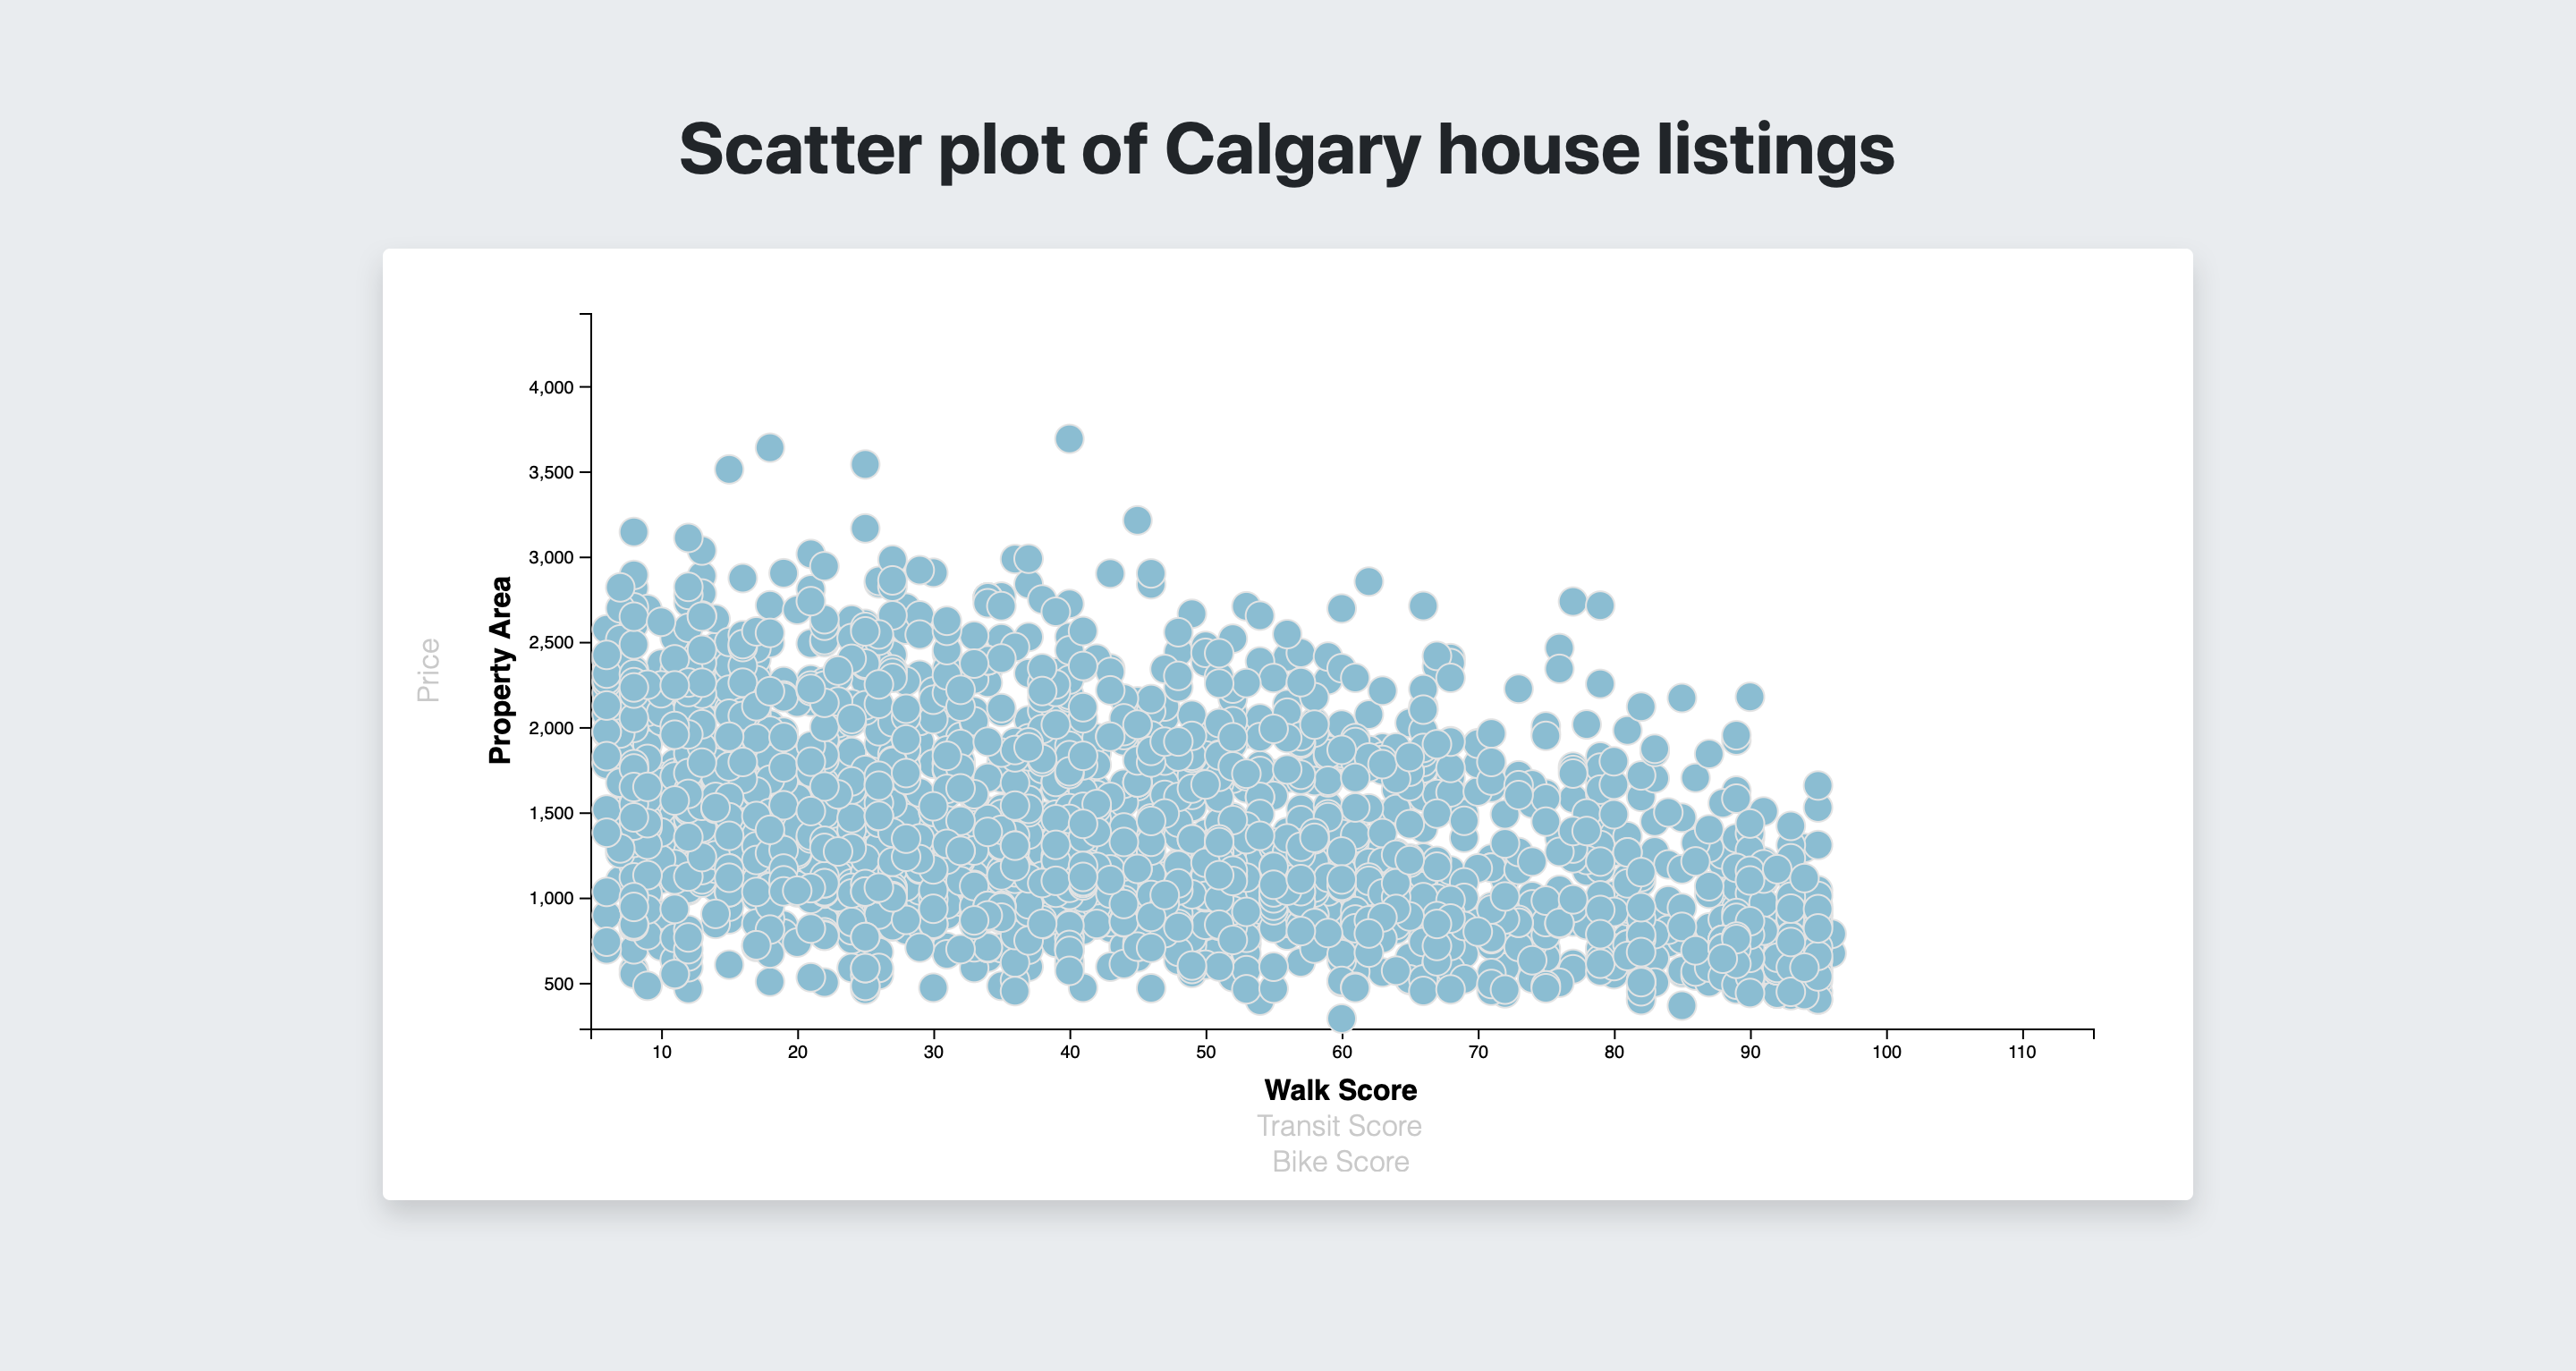 Scatter plot of Calgary house listings
Price
Property Area
4,000
3,500
3,000
2,500
2,000
1,500
1,000
500
10 20 30 40 50 60 70 80 90 100 110
Walk Score
Transit Score
Bike Score